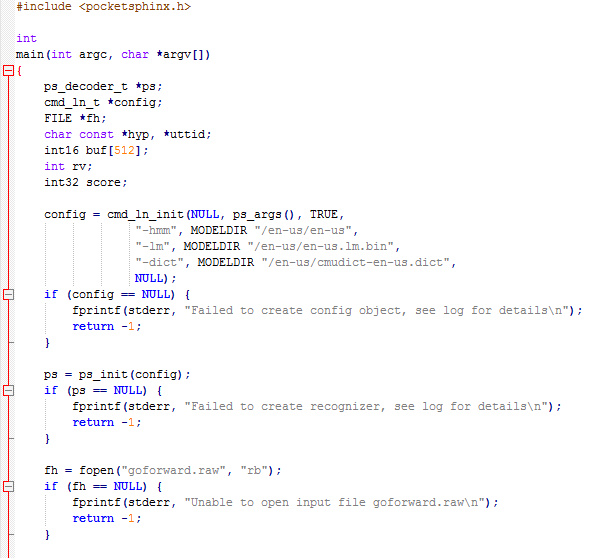 #include <pocketsphinx.h>

int
main(int argc, char *argv[])
{
    ps_decoder_t *ps;
    cmd_ln_t *config;
    FILE *fh;
    char const *hyp, *uttid;
    int16 buf[512];
    int rv;
    int32 score;

    config = cmd_ln_init(NULL, ps_args(), TRUE,
                 "-hmm", MODELDIR "/en-us/en-us",
                 "-lm", MODELDIR "/en-us/en-us.lm.bin",
                 "-dict", MODELDIR "/en-us/cmudict-en-us.dict",
                 NULL);
    if (config == NULL) {
        fprintf(stderr, "Failed to create config object, see log for details\n");
        return -1;
    }

    ps = ps_init(config);
    if (ps == NULL) {
        fprintf(stderr, "Failed to create recognizer, see log for details\n");
        return -1;
    }

    fh = fopen("goforward.raw", "rb");
    if (fh == NULL) {
        fprintf(stderr, "Unable to open input file goforward.raw\n");
        return -1;
    }